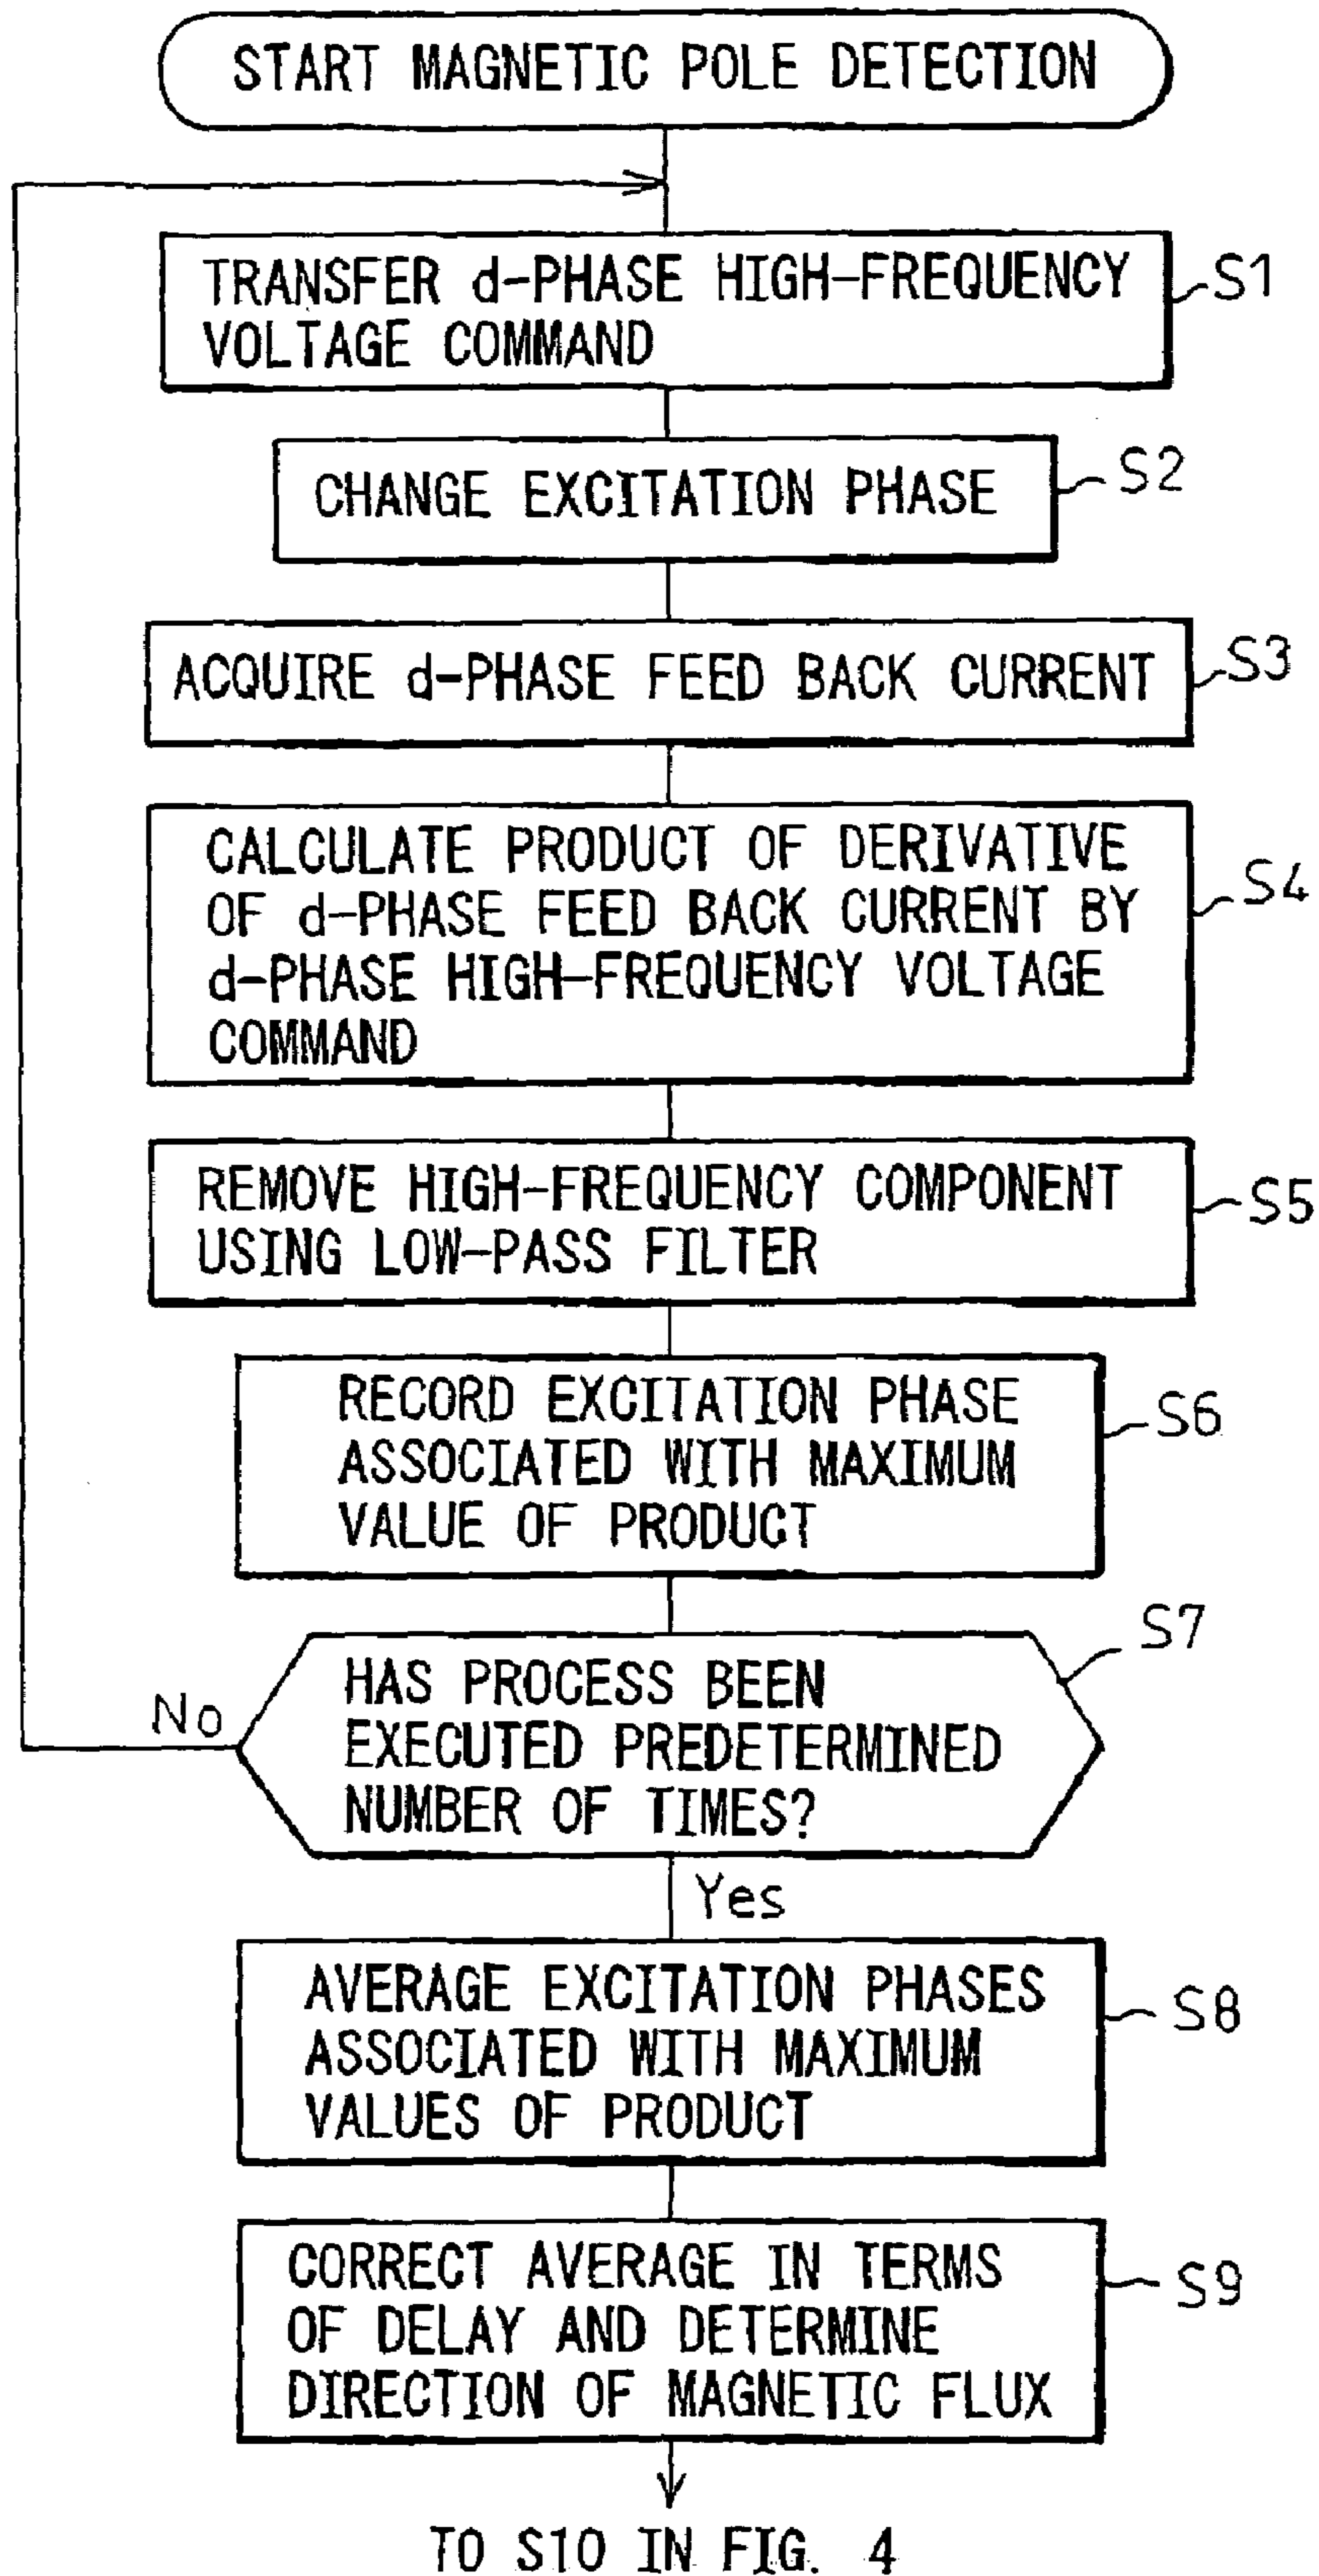 START MAGNETIC POLE DETECTION
TRANSFER d-PHASE HIGH-FREQUENCY
VOLTAGE COMMAND
S1
CHANGE EXCITATION PHASE
S2
ACQUIRE d-PHASE FEED BACK CURRENT
S3
CALCULATE PRODUCT OF DERIVATIVE
OF d-PHASE FEED BACK CURRENT BY
d-PHASE HIGH-FREQUENCY VOLTAGE
COMMAND
S4
REMOVE HIGH-FREQUENCY COMPONENT
USING LOW-PASS FILTER
S5
RECORD EXCITATION PHASE
ASSOCIATED WITH MAXIMUM
VALUE OF PRODUCT
S6
HAS PROCESS BEEN
EXECUTED PREDETERMINED
NUMBER OF TIMES?
S7
No
Yes
AVERAGE EXCITATION PHASES
ASSOCIATED WITH MAXIMUM
VALUES OF PRODUCT
S8
CORRECT AVERAGE IN TERMS
OF DELAY AND DETERMINE
DIRECTION OF MAGNETIC FLUX
S9
TO S10 IN FIG. 4